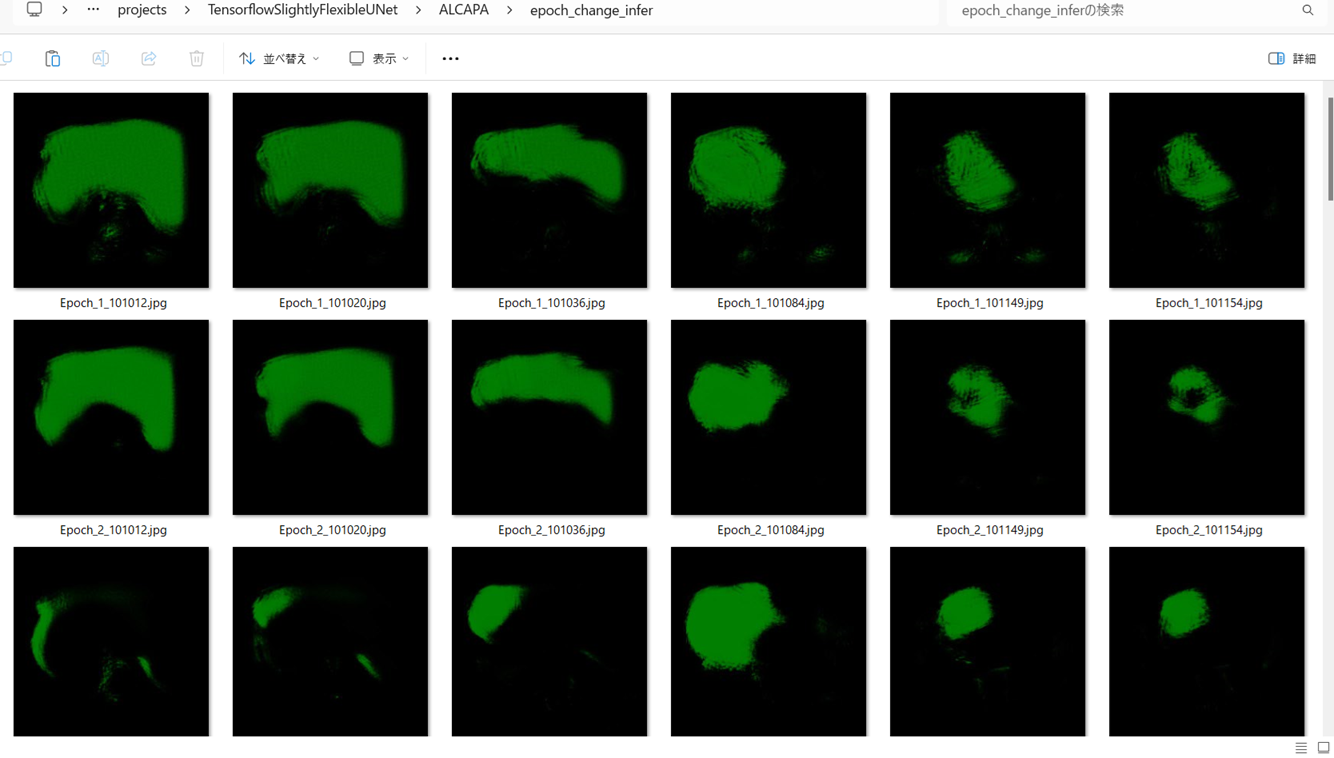 projects > TensorflowSlightlyFlexibleUNet > ALCAPA > epoch_change_infer
epoch_change_inferの検索
並べ替え
表示
詳細
Epoch_1_101012.jpg
Epoch_1_101020.jpg
Epoch_1_101036.jpg
Epoch_1_101084.jpg
Epoch_1_101149.jpg
Epoch_1_101154.jpg
Epoch_2_101012.jpg
Epoch_2_101020.jpg
Epoch_2_101036.jpg
Epoch_2_101084.jpg
Epoch_2_101149.jpg
Epoch_2_101154.jpg